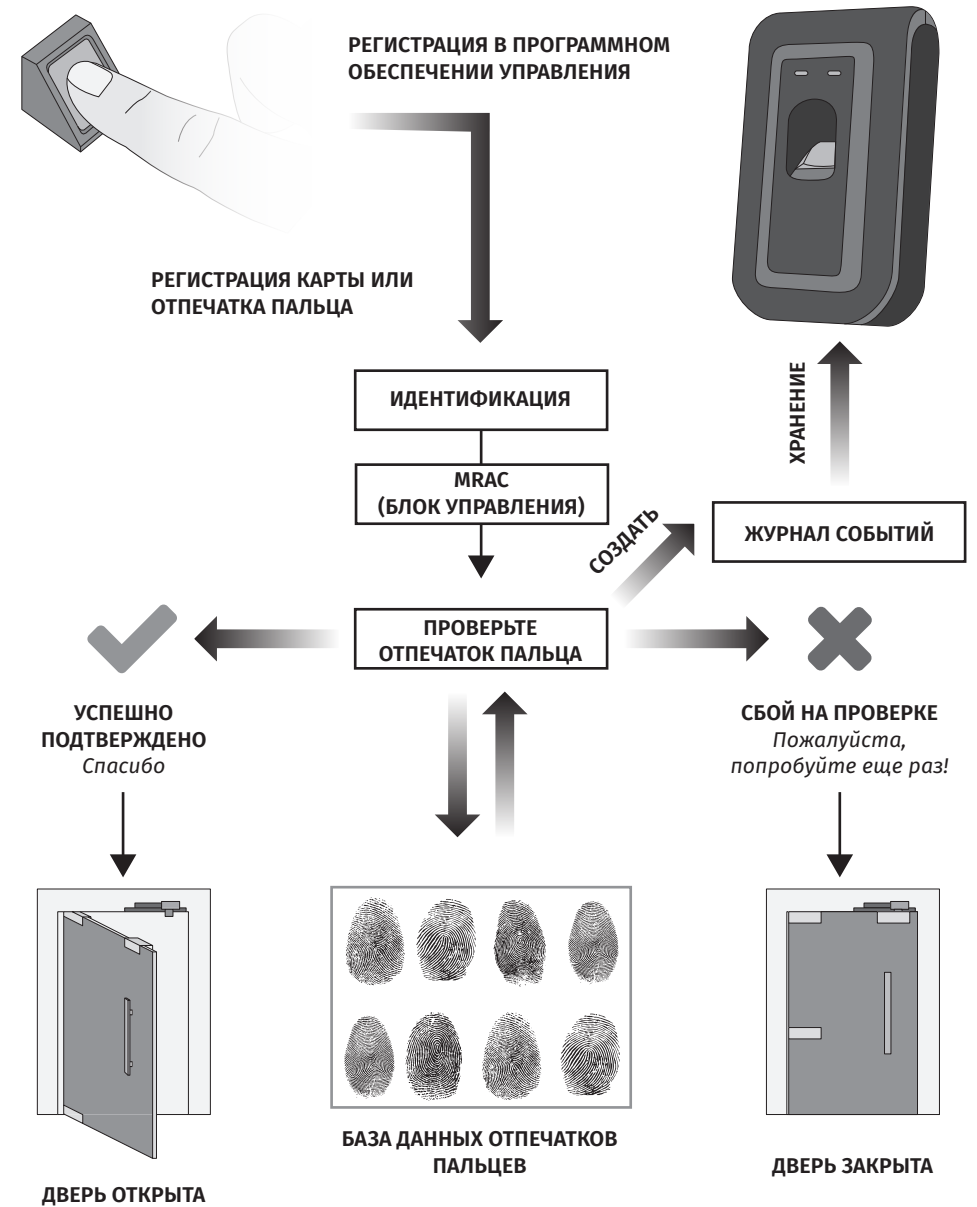 РЕГИСТРАЦИЯ В ПРОГРАММНОМ
ОБЕСПЕЧЕНИИ УПРАВЛЕНИЯ
РЕГИСТРАЦИЯ КАРТЫ ИЛИ
ОТПЕЧАТКА ПАЛЬЦА
ИДЕНТИФИКАЦИЯ
MRAC
(БЛОК УПРАВЛЕНИЯ)
ХРАНЕНИЕ
СОЗДАТЬ
ЖУРНАЛ СОБЫТИЙ
ПРОВЕРЬТЕ
ОТПЕЧАТОК ПАЛЬЦА
УСПЕШНО
ПОДТВЕРЖДЕНО
Спасибо
СБОЙ НА ПРОВЕРКЕ
Пожалуйста,
попробуйте еще раз!
БАЗА ДАННЫХ ОТПЕЧАТКОВ
ПАЛЬЦЕВ
ДВЕРЬ ОТКРЫТА
ДВЕРЬ ЗАКРЫТА